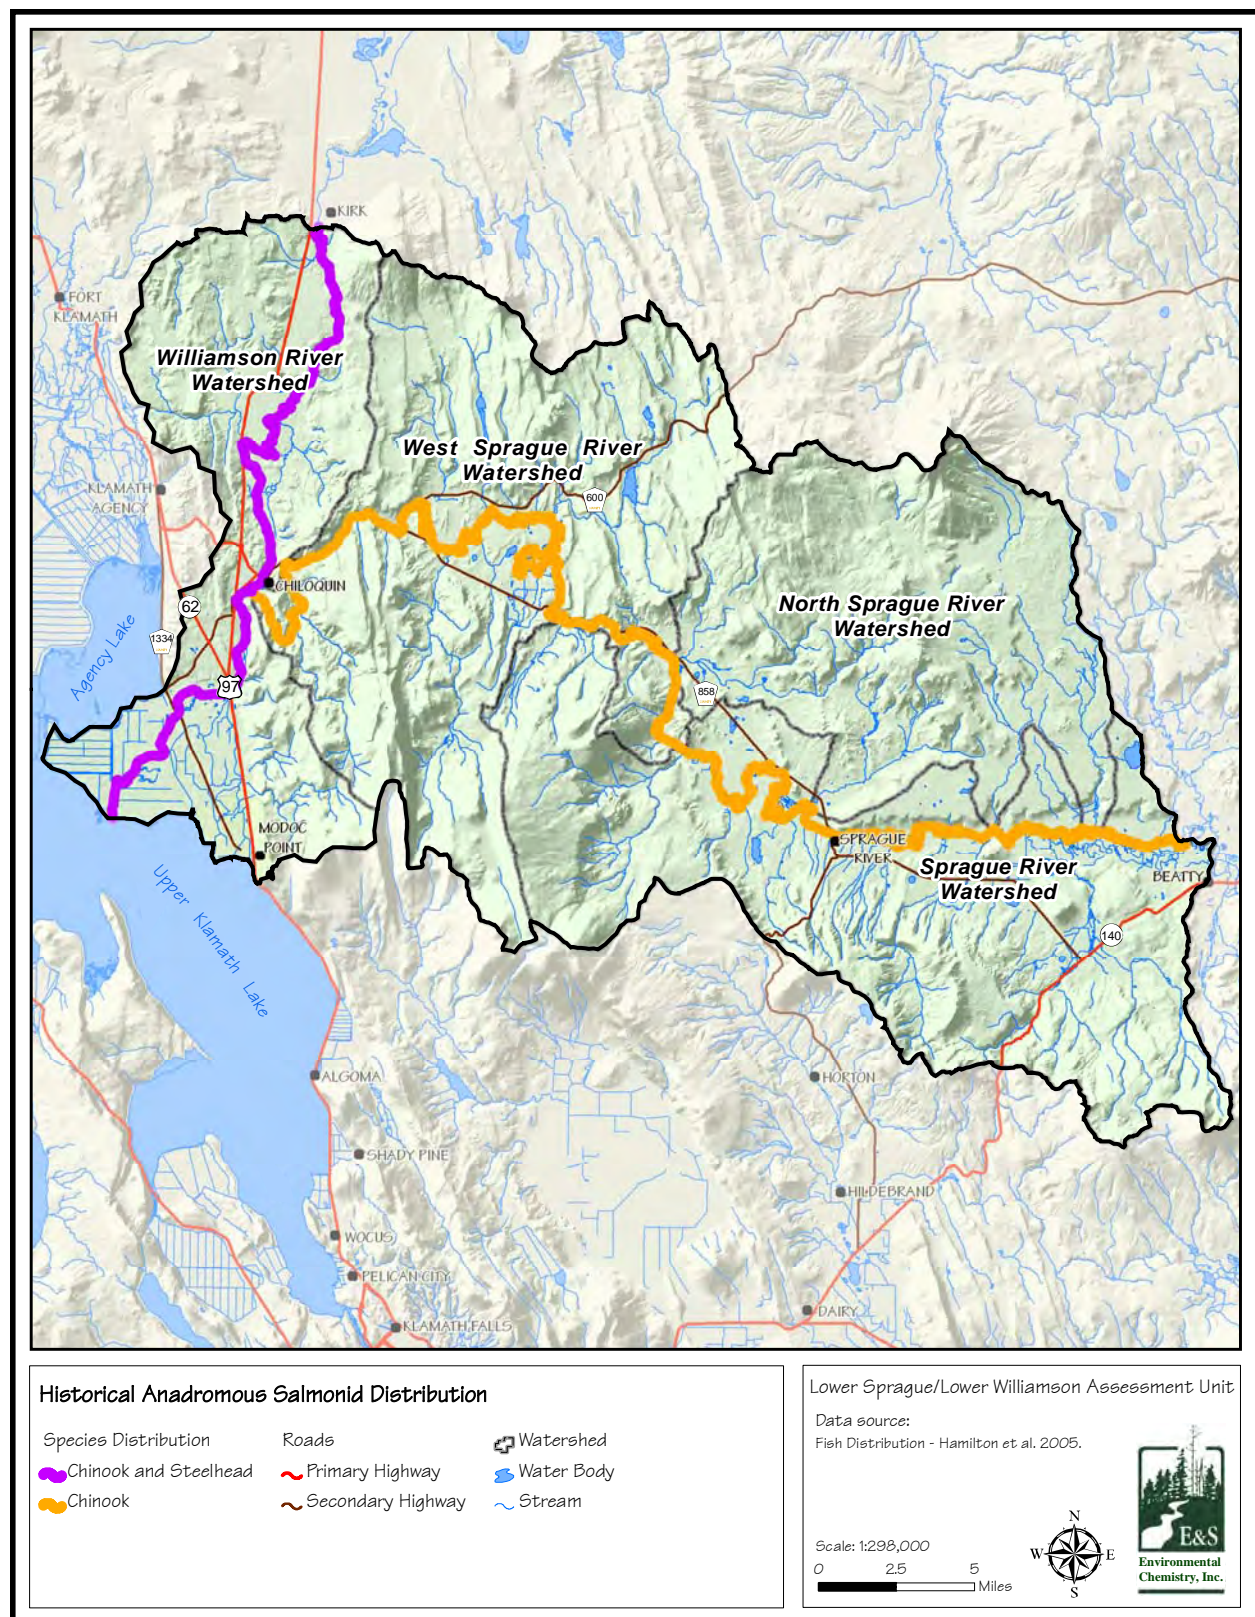 KIRK
FORT
KLAMATH
Williamson River
Watershed
West Sprague River
Watershed
KLAMATH
AGENCY
600
CHILOQUIN
62
1334
North Sprague River
Watershed
Agency Lake
97
858
MODOC
POINT
SPRAGUE
RIVER
Sprague River
Watershed
BEATTY
Upper Klamath Lake
140
ALGOMA
HORTON
SHADY PINE
HILDEBRAND
WOCUS
PELICAN CITY
DAIRY
KLAMATH FALLS
Historical Anadromous Salmonid Distribution
Species Distribution
Chinook and Steelhead
Chinook
Roads
Primary Highway
Secondary Highway
Watershed
Water Body
Stream
Lower Sprague/Lower Williamson Assessment Unit
Data source:
Fish Distribution - Hamilton et al. 2005.
Scale: 1:298,000
0 2.5 5
Miles
N
W E
S
E&S
Environmental
Chemistry, Inc.